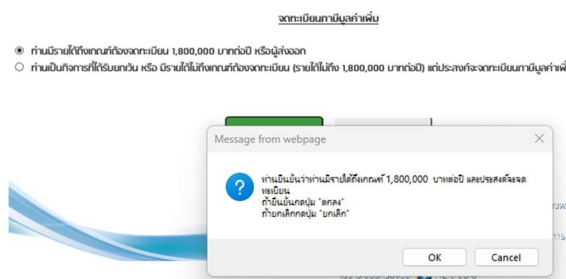 จดทะเบียนภาษีมูลค่าเพิ่ม
ท่านมีรายได้ถึงเกณฑ์ต้องจดทะเบียน 1,800,000 บาทต่อปี หรือผู้ส่งออก
ท่านเป็นกิจการที่ได้รับยกเว้น หรือ มีรายได้ไม่ถึงเกณฑ์ต้องจดทะเบียน (รายได้ไม่ถึง 1,800,000 บาทต่อปี) แต่ประสงค์จะจดทะเบียนภาษีมูลค่าเพิ่
Message from webpage
ท่านยืนยันว่าท่านมีรายได้ถึงเกณฑ์ 1,800,000 บาทต่อปี และประสงค์จะจด
ทะเบียน
ถ้ายืนยันกดปุ่ม "ตกลง"
ถ้ายกเลิกกดปุ่ม "ยกเลิก"
OK Cancel